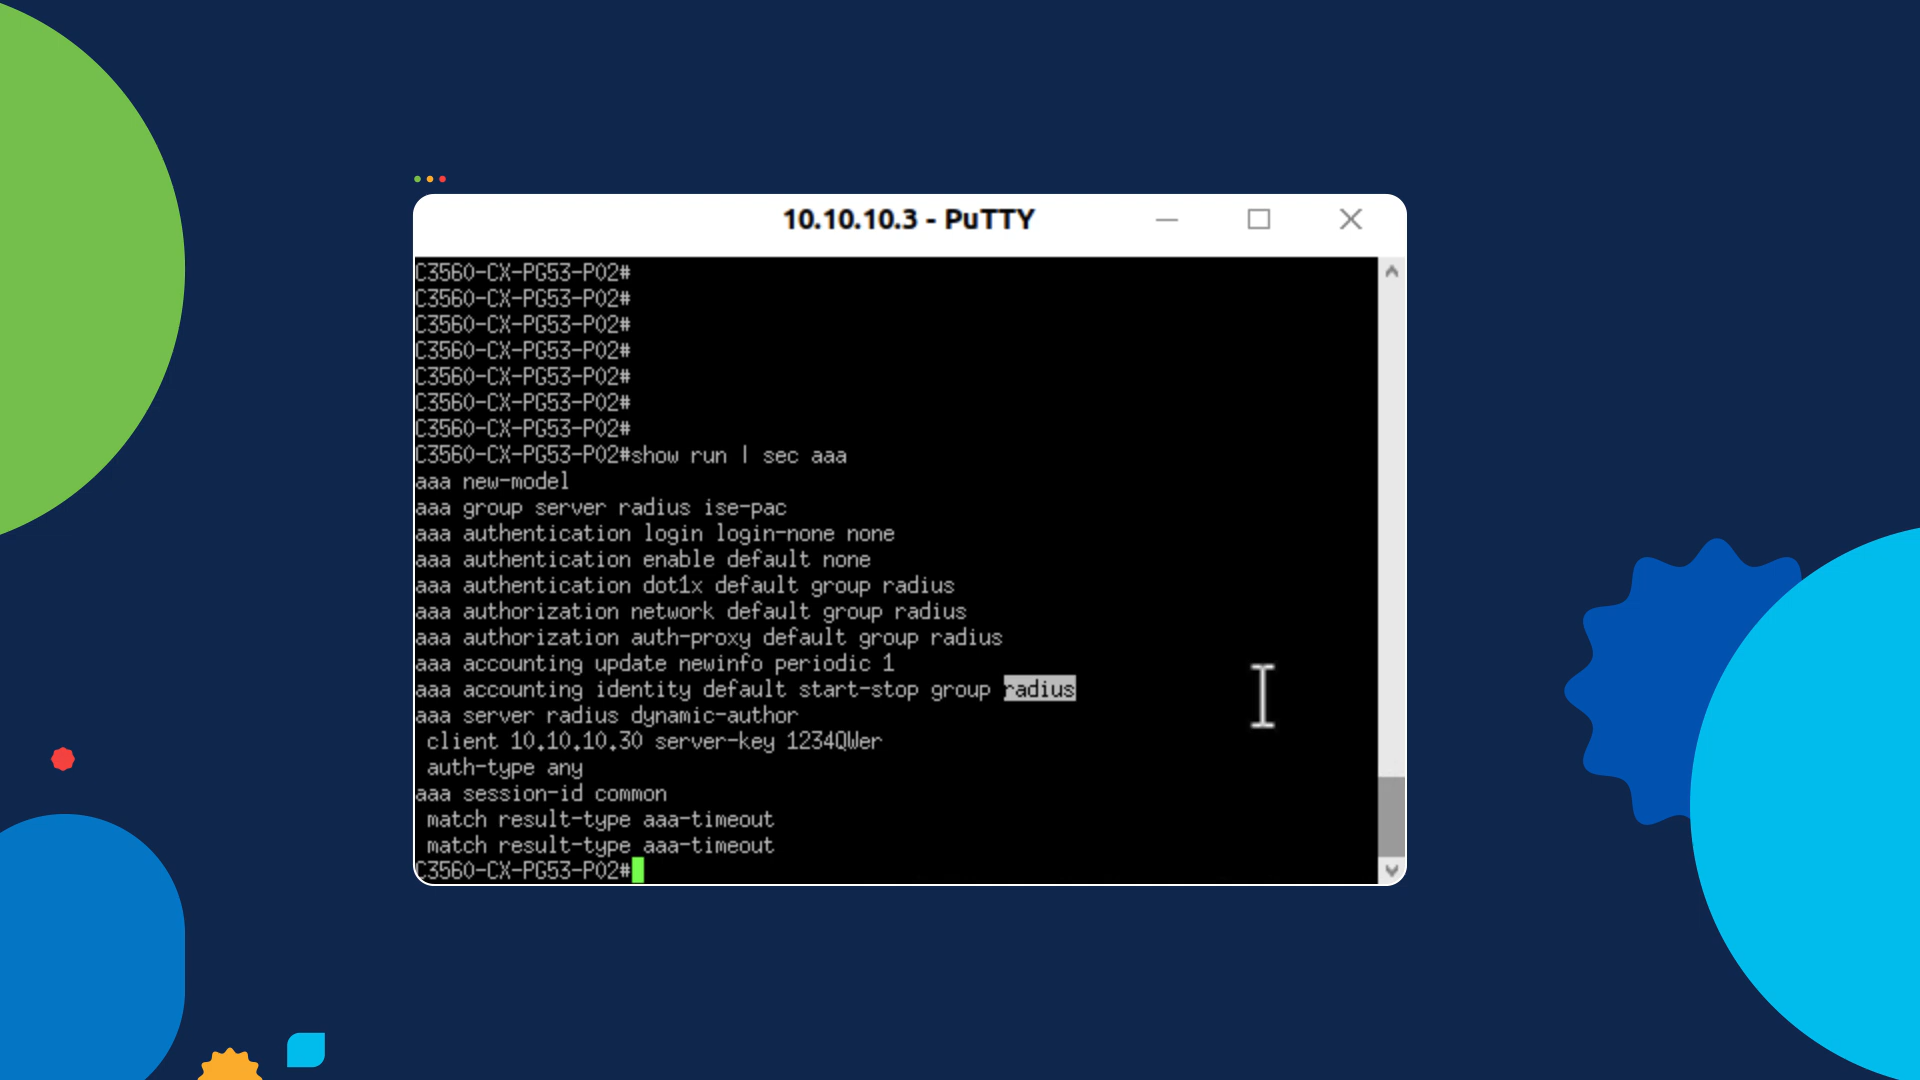 10.10.10.3 - PuTTY
C3560-CX-PG53-P02#
C3560-CX-PG53-P02#
C3560-CX-PG53-P02#
C3560-CX-PG53-P02#
C3560-CX-PG53-P02#
C3560-CX-PG53-P02#
C3560-CX-PG53-P02#
C3560-CX-PG53-P02#show run | sec aaa
aaa new-model
aaa group server radius ise-pac
aaa authentication login login-none none
aaa authentication enable default none
aaa authentication dot1x default group radius
aaa authorization network default group radius
aaa authorization auth-proxy default group radius
aaa accounting update newinfo periodic 1
aaa accounting identity default start-stop group radius
aaa server radius dynamic-author
 client 10.10.10.30 server-key 1234QWer
 auth-type any
aaa session-id common
 match result-type aaa-timeout
 match result-type aaa-timeout
C3560-CX-PG53-P02#